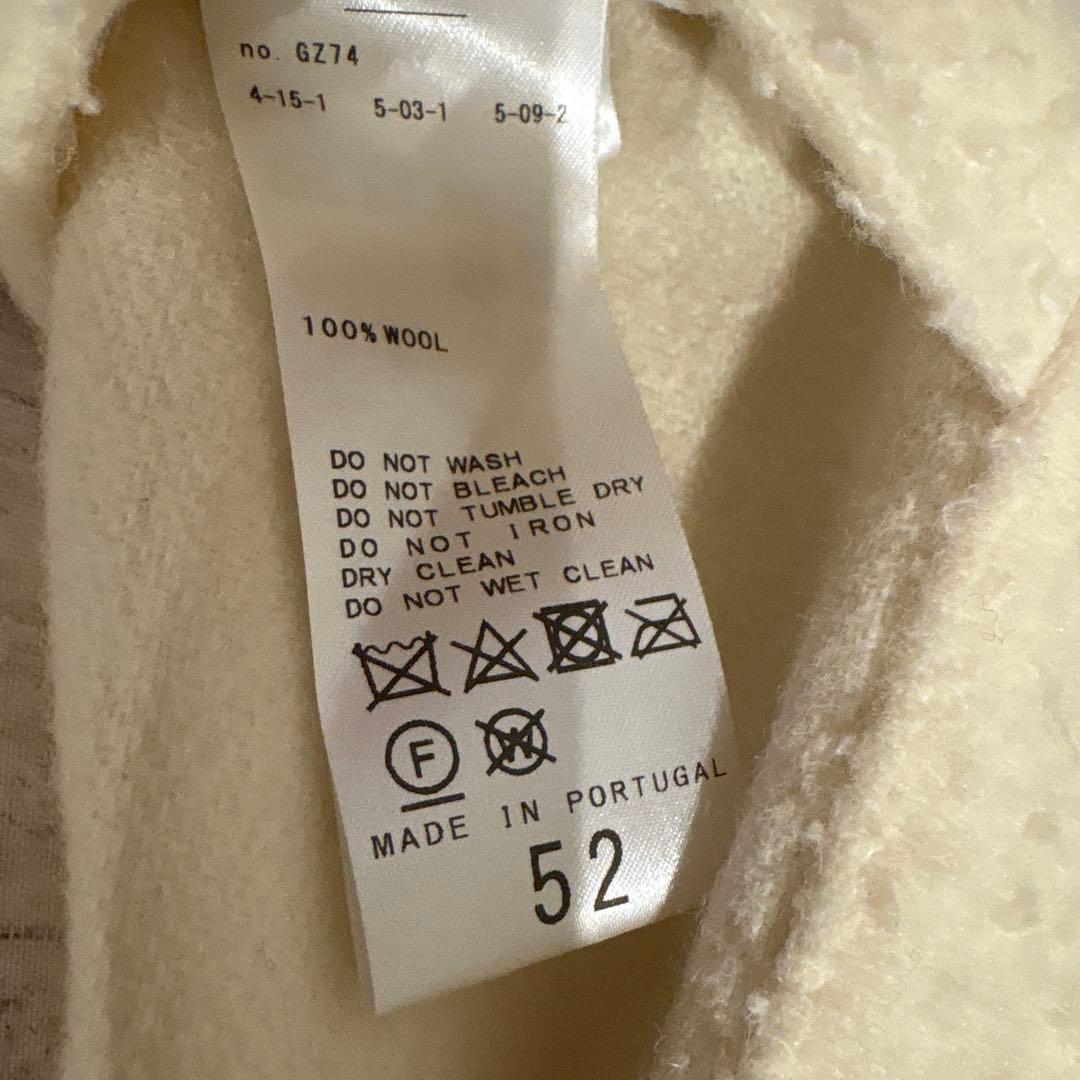 no. GZ74
4-15-1 5-03-1 5-09-2
100% WOOL
DO NOT WASH
DO NOT BLEACH
DO NOT TUMBLE DRY
DO NOT IRON
DRY CLEAN
DO NOT WET CLEAN
F W
MADE IN PORTUGAL
52